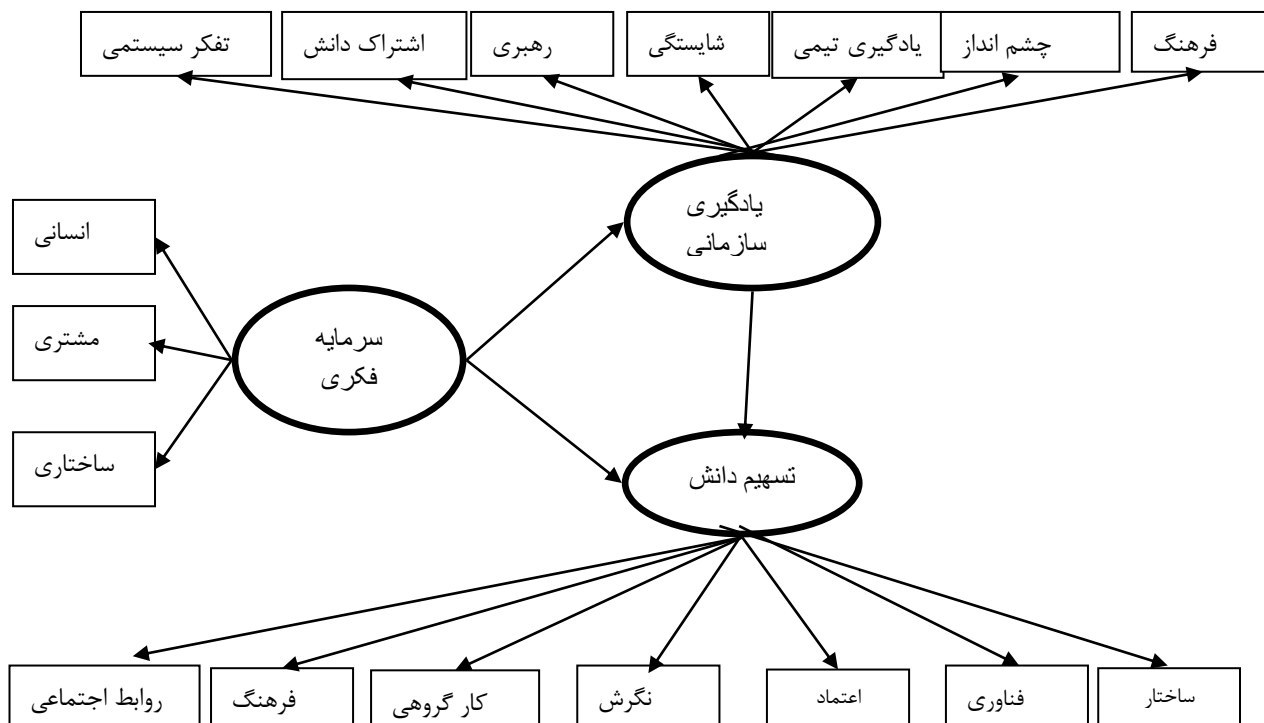 فرهنگ
چشم انداز
یادگیری تیمی
شایستگی
رهبری
اشتراک دانش
تفکر سیستمی
یادگیری
سازمانی
انسانی
مشتری
ساختاری
سرمایه
فکری
تسهیم دانش
ساختار
فناوری
اعتماد
نگرش
کار گروهی
فرهنگ
روابط اجتماعی